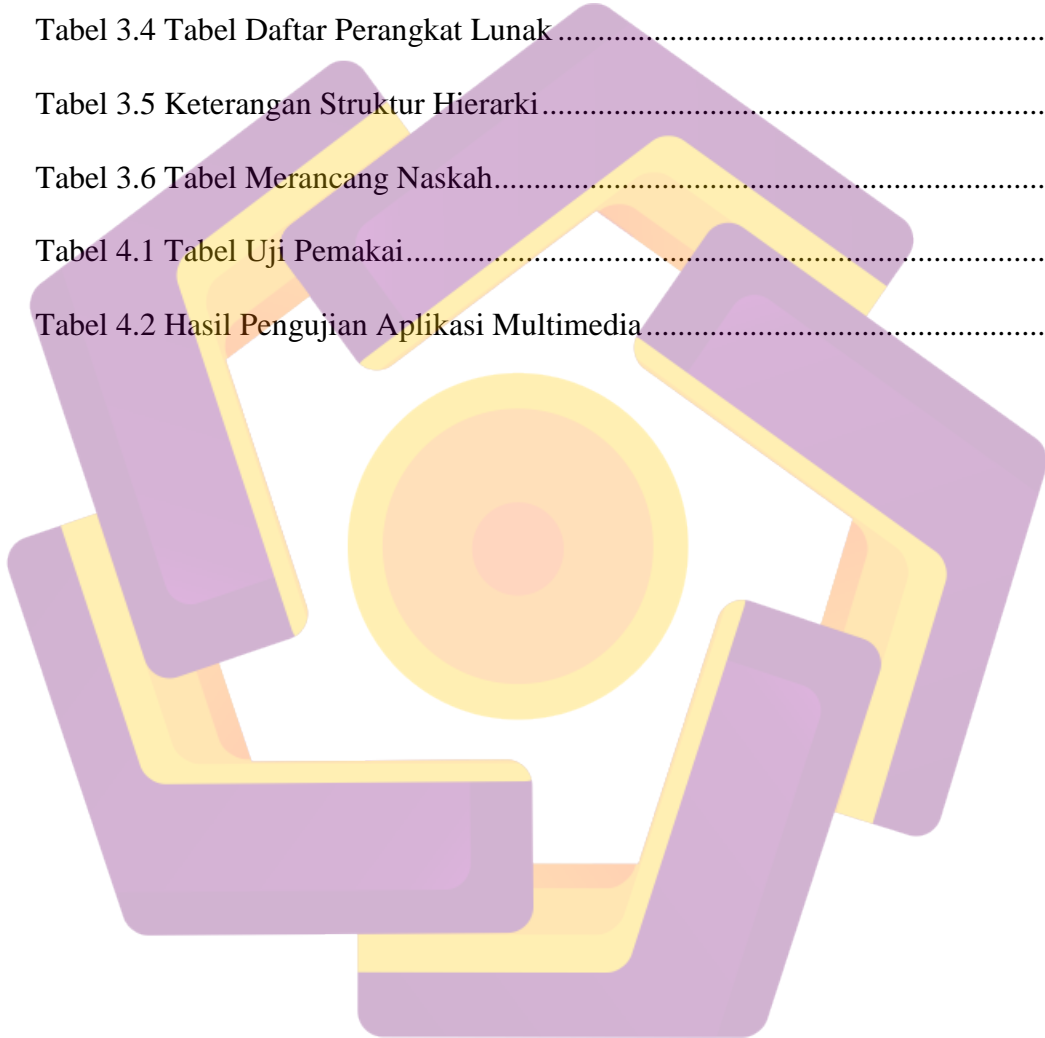 Tabel 3.4 Tabel Daftar Perangkat Lunak ............................................................
Tabel 3.5 Keterangan Struktur Hierarki ..............................................................
Tabel 3.6 Tabel Merancang Naskah....................................................................
Tabel 4.1 Tabel Uji Pemakai...............................................................................
Tabel 4.2 Hasil Pengujian Aplikasi Multimedia..................................................